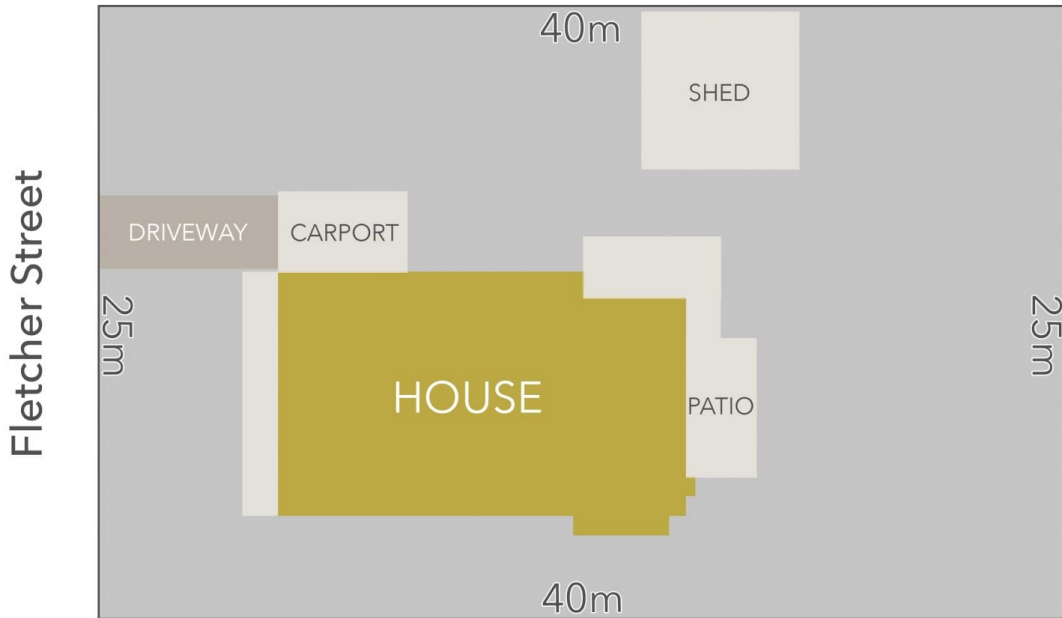 40m
SHED
DRIVEWAY
CARPORT
Fletcher Street
25m
25m
HOUSE
PATIO
40m